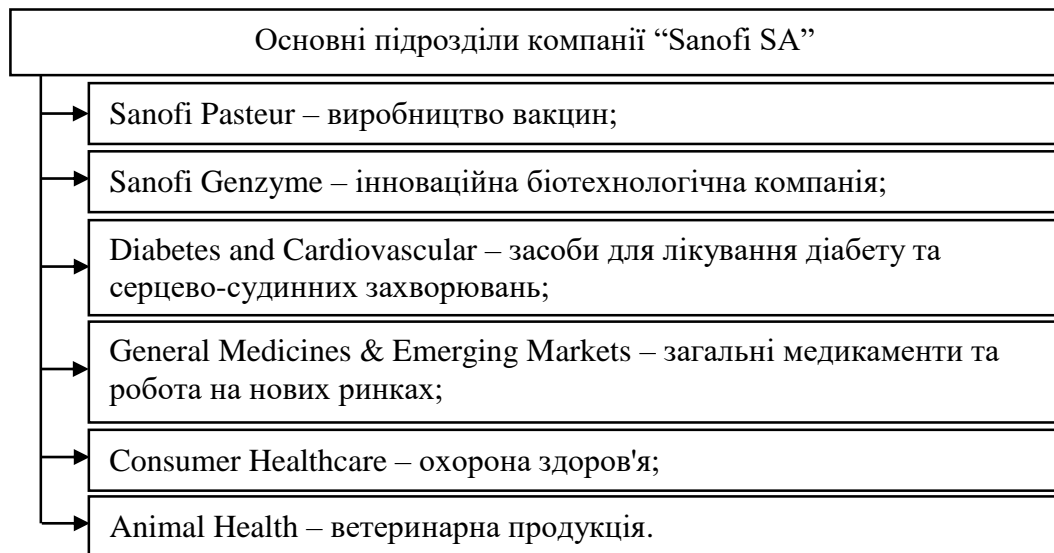 Основні підрозділи компанії “Sanofi SA”
Sanofi Pasteur – виробництво вакцин;
Sanofi Genzyme – інноваційна біотехнологічна компанія;
Diabetes and Cardiovascular – засоби для лікування діабету та
серцево-судинних захворювань;
General Medicines & Emerging Markets – загальні медикаменти та
робота на нових ринках;
Consumer Healthcare – охорона здоров'я;
Animal Health – ветеринарна продукція.